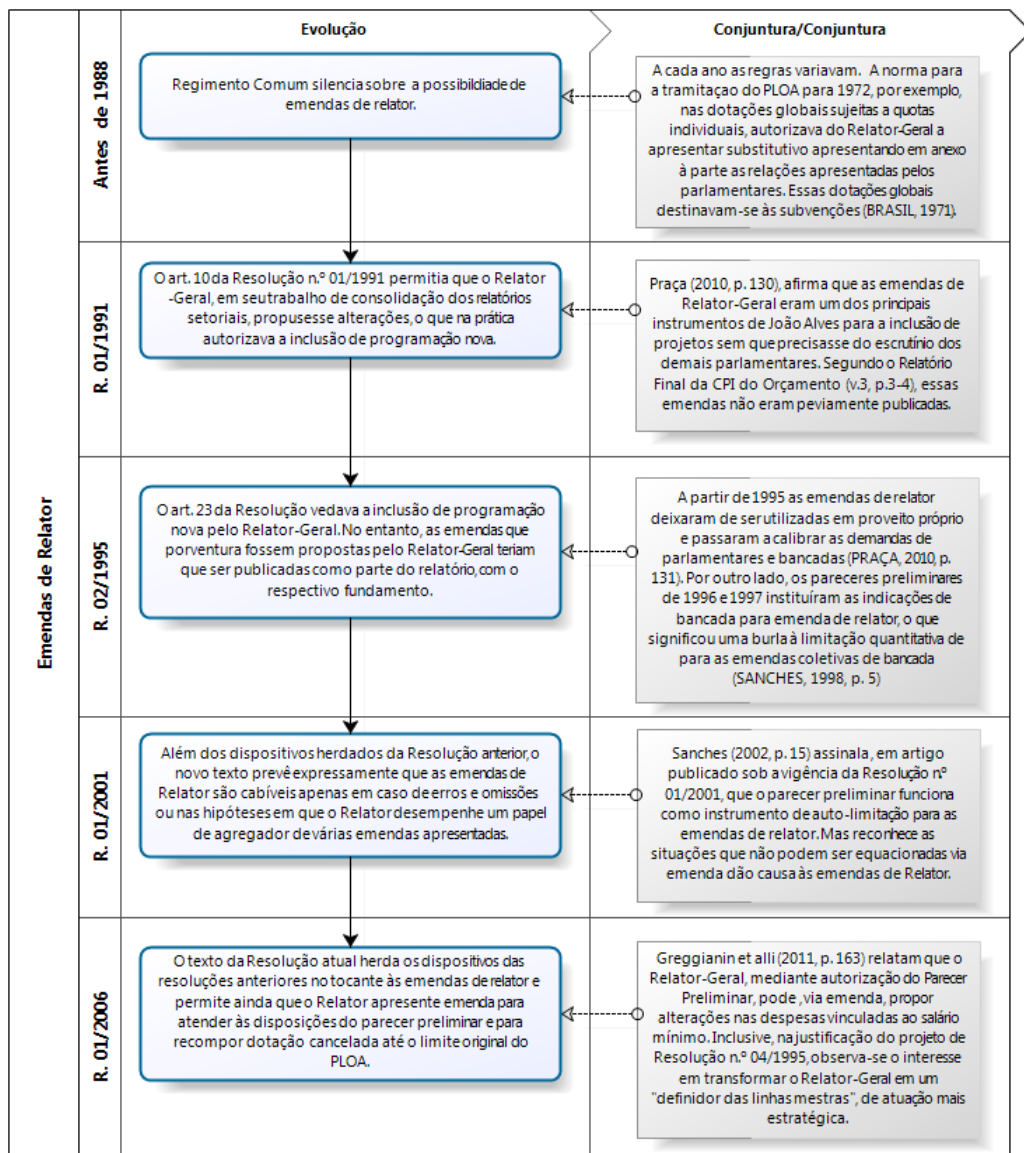 Evolução
Conjuntura/Conjuntura
Emendas de Relator
Antes de 1988
Regimento Comum silencia sobre a possibildiade de
emendas de relator.
A cada ano as regras variavam. A norma para
a tramitaçao do PLOA para 1972, por exemplo,
nas dotações globais sujeitas a quotas
individuais, autorizava do Relator-Geral a
apresentar substitutivo apresentando em anexo
à parte as relações apresentadas pelos
parlamentares. Essas dotações globais
destinavam-se às subvenções (BRASIL, 1971).
R. 01/1991
O art. 10 da Resolução n.º 01/1991 permitia que o Relator
-Geral, em seu trabalho de consolidação dos relatórios
setoriais, propusesse alterações, o que na prática
autorizava a inclusão de programação nova.
Praça (2010, p. 130), afirma que as emendas de
Relator-Geral eram um dos principais
instrumentos de João Alves para a inclusão de
projetos sem que precisasse do escrutínio dos
demais parlamentares. Segundo o Relatório
Final da CPI do Orçamento (v.3, p.3-4), essas
emendas não eram peviamente publicadas.
R. 02/1995
O art. 23 da Resolução vedava a inclusão de programação
nova pelo Relator-Geral. No entanto, as emendas que
porventura fossem propostas pelo Relator-Geral teriam
que ser publicadas como parte do relatório, com o
respectivo fundamento.
A partir de 1995 as emendas de relator
deixaram de ser utilizadas em proveito próprio
e passaram a calibrar as demandas de
parlamentares e bancadas (PRAÇA, 2010, p.
131). Por outro lado, os pareceres preliminares
de 1996 e 1997 instituíram as indicações de
bancada para emenda de relator, o que
significou uma burla à limitação quantitativa de
para as emendas coletivas de bancada
(SANCHES, 1998, p. 5)
R. 01/2001
Além dos dispositivos herdados da Resolução anterior, o
novo texto prevê expressamente que as emendas de
Relator são cabíveis apenas em caso de erros e omissões
ou nas hipóteses em que o Relator desempenhe um papel
de agregador de várias emendas apresentadas.
Sanches (2002, p. 15) assinala, em artigo
publicado sob a vigência da Resolução nº
01/2001, que o parecer preliminar funciona
como instrumento de auto-limitação para as
emendas de relator. Mas reconhece as
situações que não podem ser equacionadas via
emenda dão causa às emendas de Relator.
R. 01/2006
O texto da Resolução atual herda os dispositivos das
resoluções anteriores no tocante às emendas de relator e
permite ainda que o Relator apresente emenda para
atender às disposições do parecer preliminar e para
recompor dotação cancelada até o limite original do
PLOA.
Greggianin et alli (2011, p. 163) relatam que o
Relator-Geral, mediante autorização do Parecer
Preliminar, pode ,via emenda, propor
alterações nas despesas vinculadas ao salário
mínimo. Inclusive, na justificação do projeto de
Resolução n.º 04/1995, observa-se o interesse
em transformar o Relator-Geral em um
"definidor das linhas mestras", de atuação mais
estratégica.